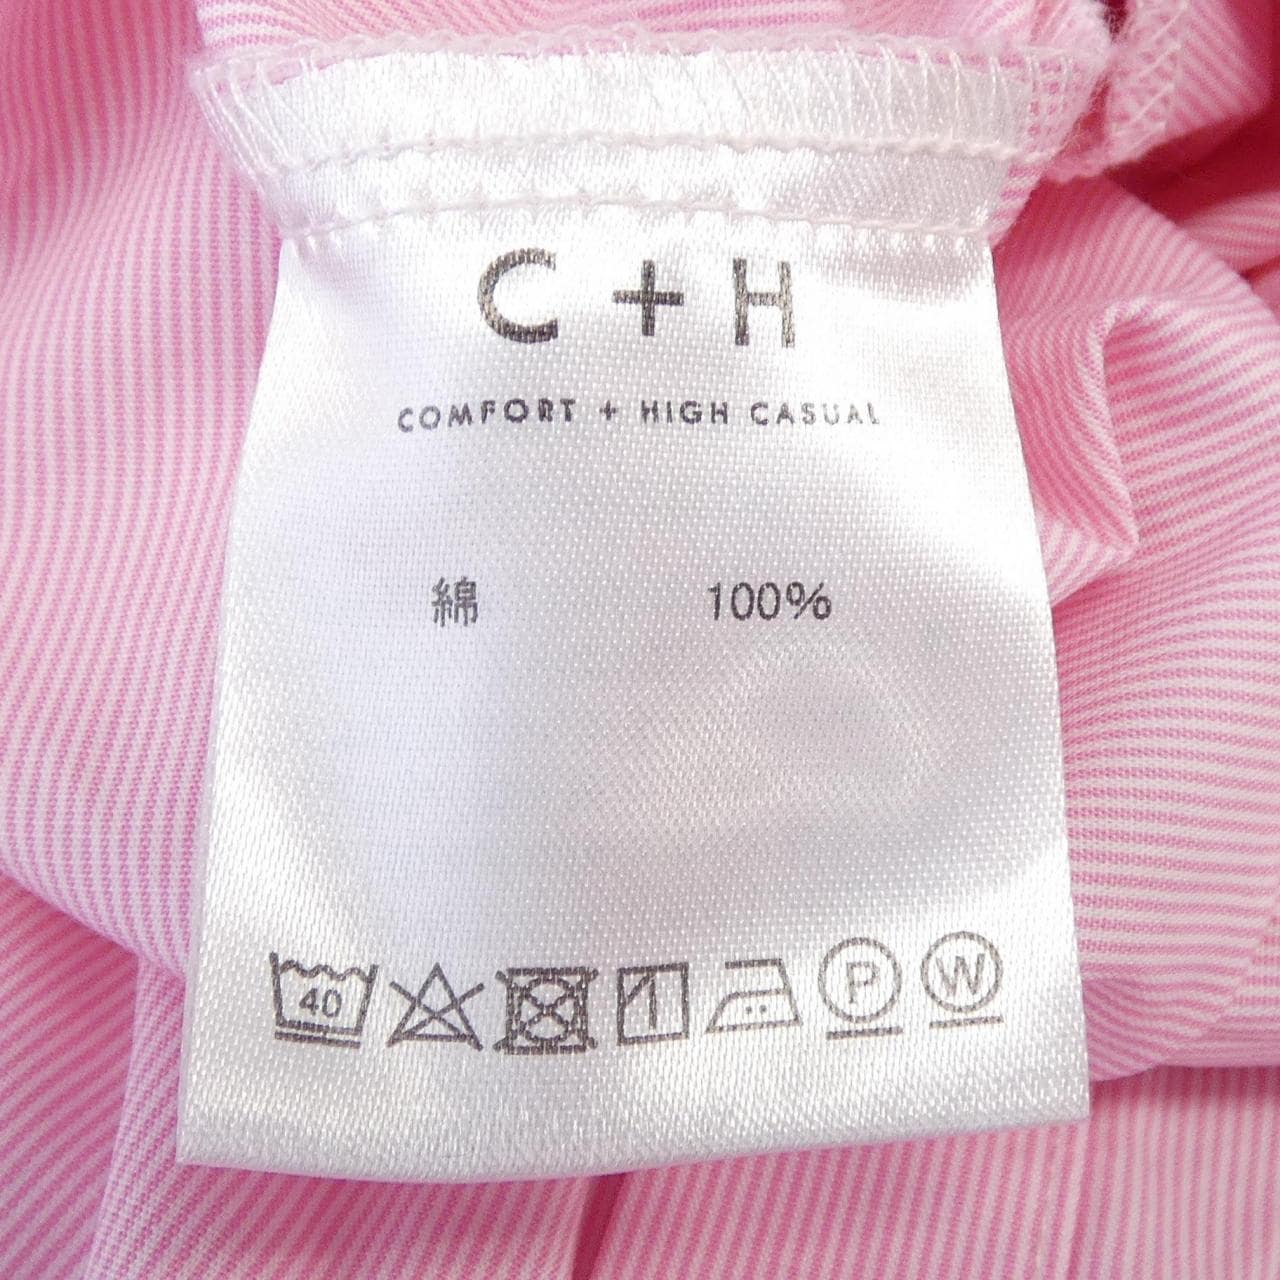 C + H
COMFORT + HIGH CASUAL
綿 100%
40 P W